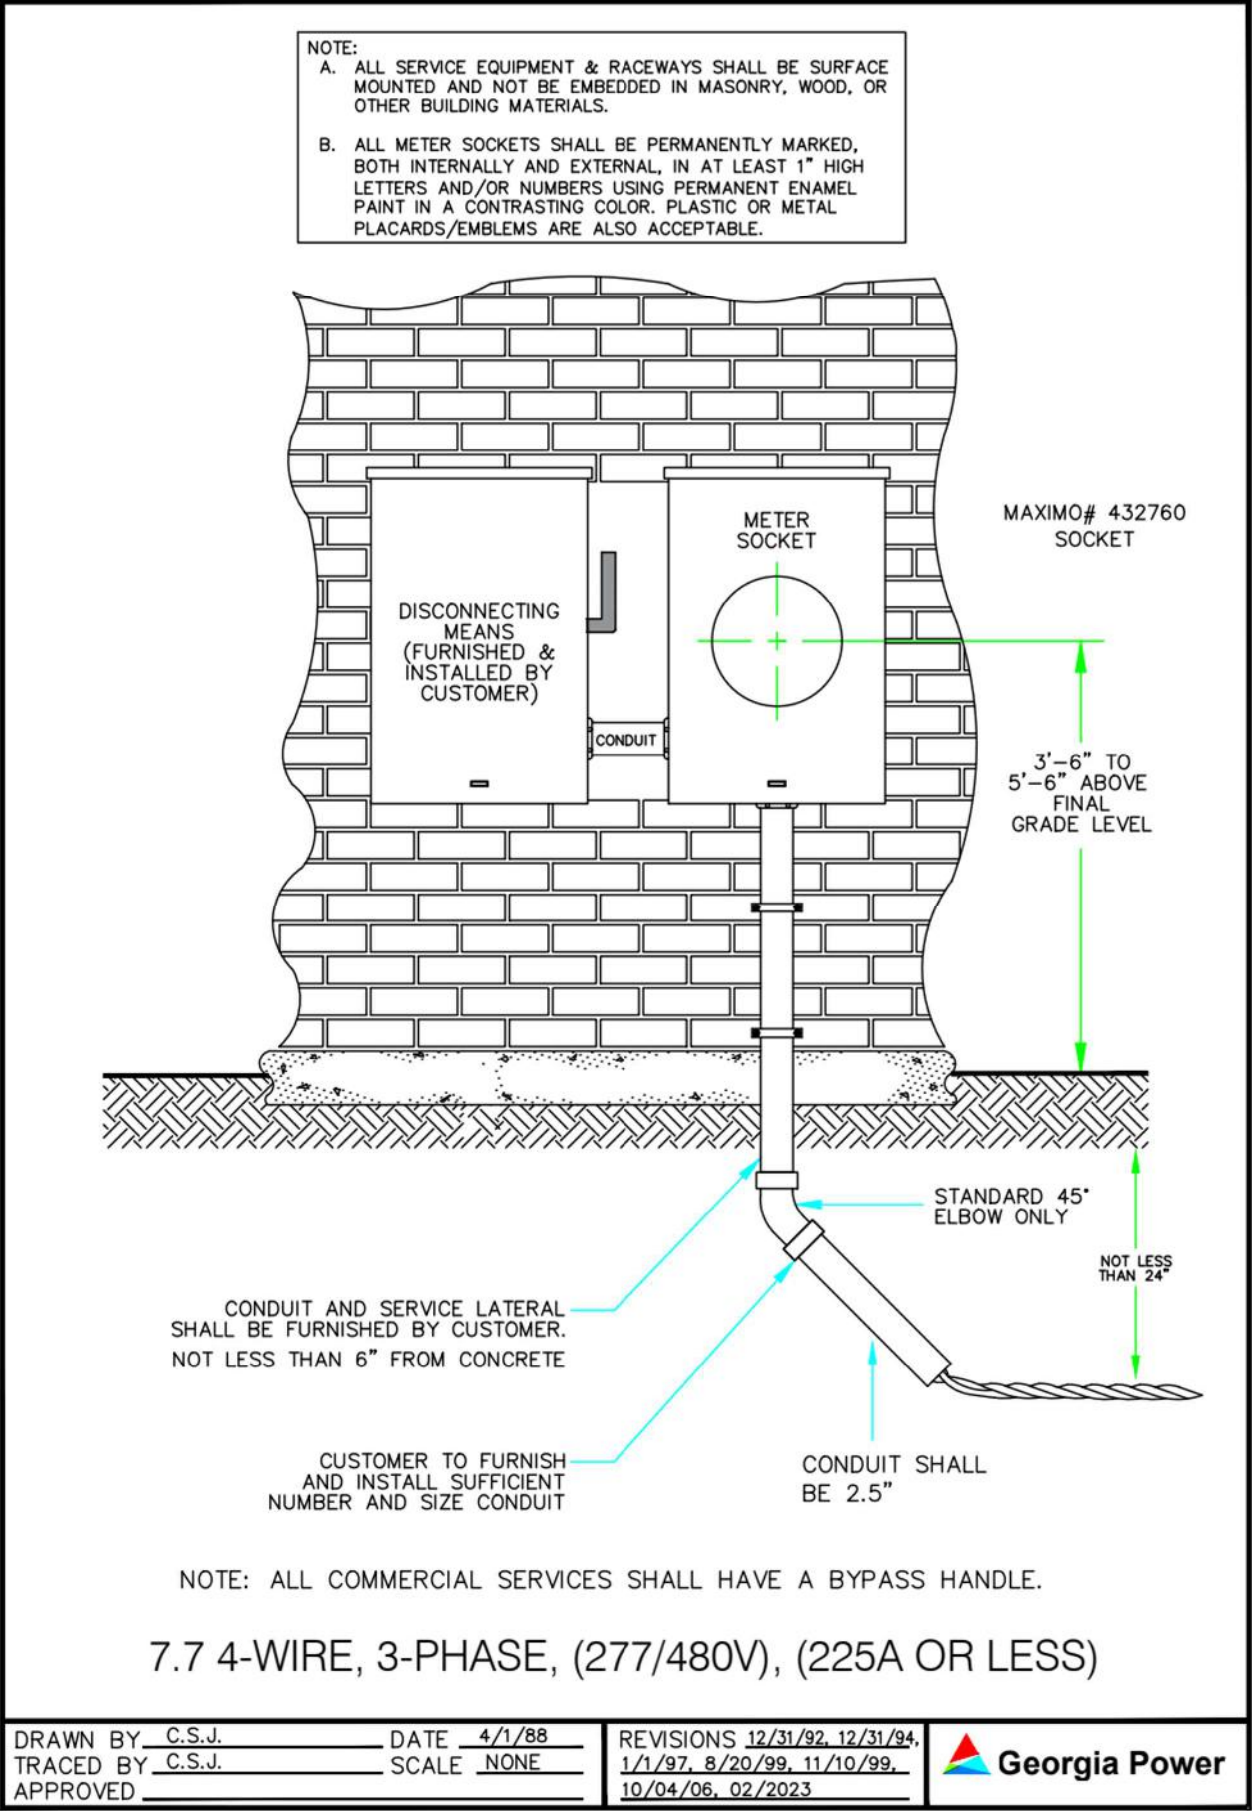 NOTE:
A. ALL SERVICE EQUIPMENT & RACEWAYS SHALL BE SURFACE
MOUNTED AND NOT BE EMBEDDED IN MASONRY, WOOD, OR
OTHER BUILDING MATERIALS.
B. ALL METER SOCKETS SHALL BE PERMANENTLY MARKED,
BOTH INTERNALLY AND EXTERNAL, IN AT LEAST 1" HIGH
LETTERS AND/OR NUMBERS USING PERMANENT ENAMEL
PAINT IN A CONTRASTING COLOR. PLASTIC OR METAL
PLACARDS/EMBLEMS ARE ALSO ACCEPTABLE.
METER
SOCKET
MAXIMO# 432760
SOCKET
DISCONNECTING
MEANS
(FURNISHED &
INSTALLED BY
CUSTOMER)
CONDUIT
3'-6" TO
5'-6" ABOVE
FINAL
GRADE LEVEL
STANDARD 45°
ELBOW ONLY
NOT LESS
THAN 24"
CONDUIT AND SERVICE LATERAL
SHALL BE FURNISHED BY CUSTOMER.
NOT LESS THAN 6" FROM CONCRETE
CUSTOMER TO FURNISH
AND INSTALL SUFFICIENT
NUMBER AND SIZE CONDUIT
CONDUIT SHALL
BE 2.5"
NOTE: ALL COMMERCIAL SERVICES SHALL HAVE A BYPASS HANDLE.
7.7 4-WIRE, 3-PHASE, (277/480V), (225A OR LESS)
DRAWN BY C.S.J. DATE 4/1/88
TRACED BY C.S.J. SCALE NONE
APPROVED
REVISIONS 12/31/92, 12/31/94,
1/1/97, 8/20/99, 11/10/99,
10/04/06, 02/2023
Georgia Power